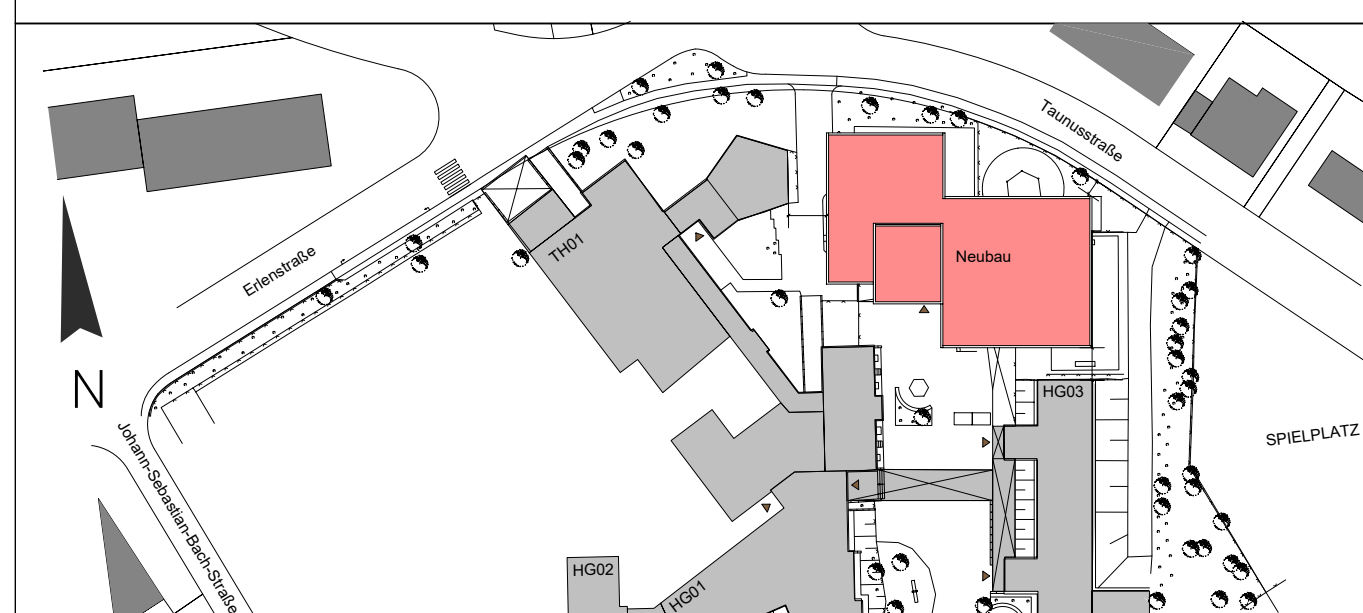 Taunusstraße
TH01
Erlenstraße
Neubau
N
HG03
SPIELPLATZ
Johann-Sebastian-Bach-Straße
HG02
HG01